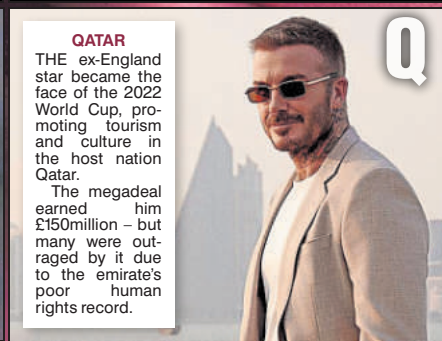 QATAR
THE ex-England
star became the
face of the 2022
World Cup, pro-
moting tourism
and culture in
the host nation
Qatar.
The megadeal
earned him
£150million – but
many were out-
raged by it due
to the emirate's
poor human
rights record.
Q